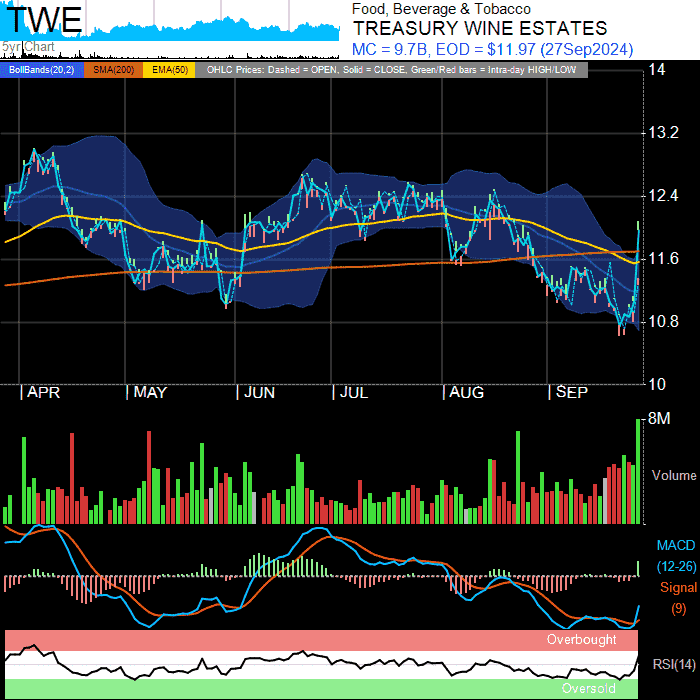 TWE
5yr Chart
Food, Beverage & Tobacco
TREASURY WINE ESTATES
MC = 9.7B, EOD = $11.97 (27Sep2024)
BollBands(20,2) SMA(200) EMA(50) OHLC Prices: Dashed = OPEN, Solid = CLOSE, Green/Red bars = Intra-day HIGH/LOW
14
13.2
12.4
11.6
10.8
10
APR MAY JUN JUL AUG SEP
8M
Volume
MACD
(12-26)
Signal
(9)
Overbought
RSI(14)
Oversold